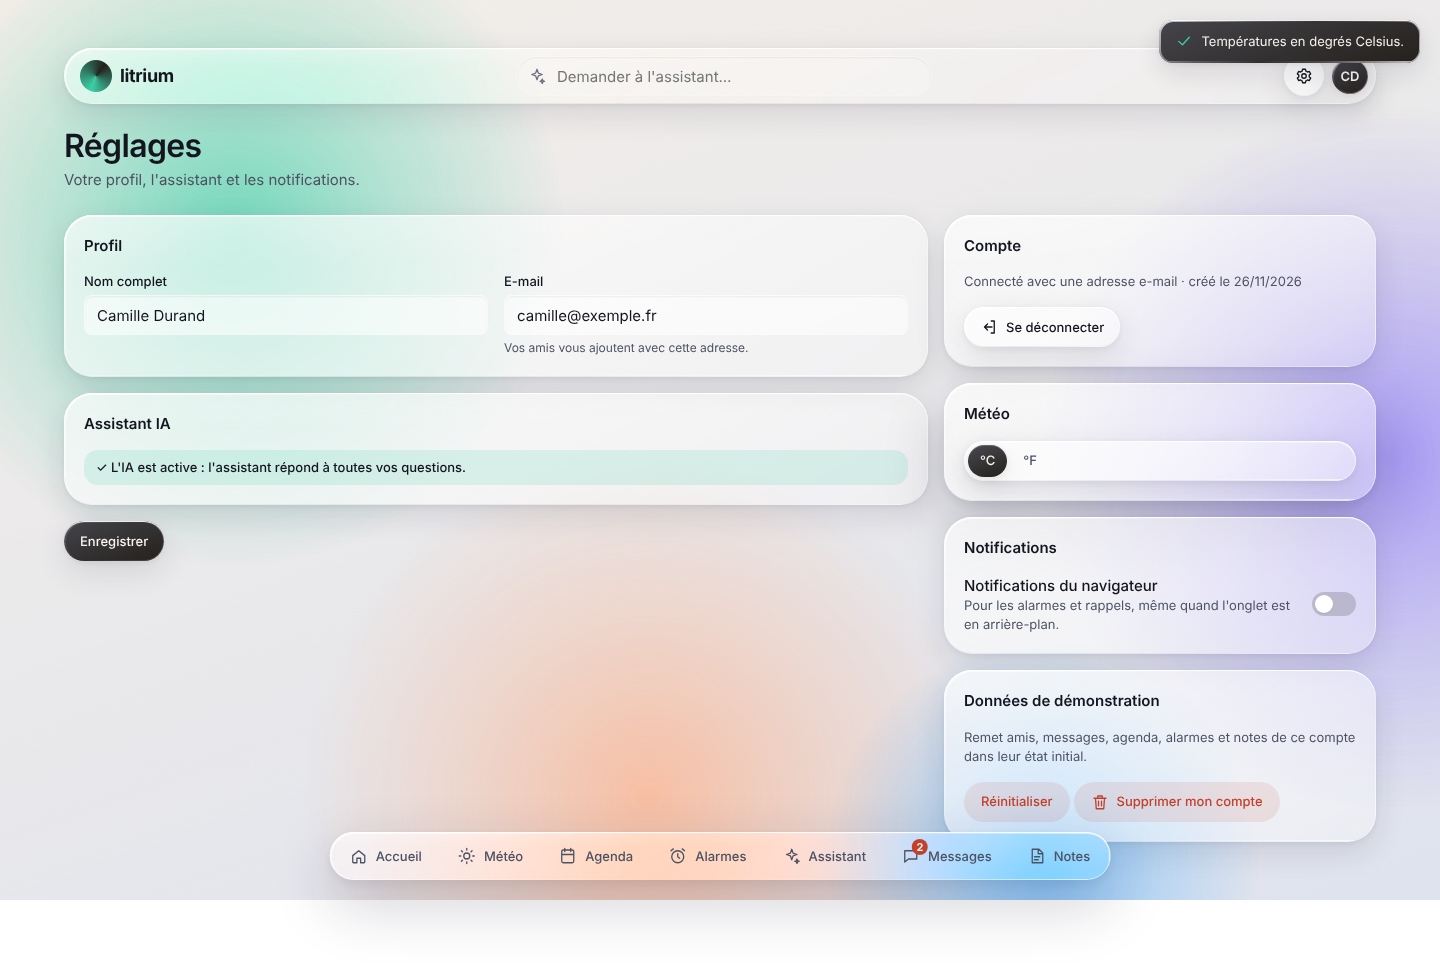 Températures en degrés Celsius.
litrium
Demander à l'assistant...
CD
Réglages
Votre profil, l'assistant et les notifications.
Profil
Nom complet
Camille Durand
E-mail
camille@exemple.fr
Vos amis vous ajoutent avec cette adresse.
Assistant IA
✓ L'IA est active : l'assistant répond à toutes vos questions.
Enregistrer
Compte
Connecté avec une adresse e-mail · créé le 26/11/2026
Se déconnecter
Météo
°C
°F
Notifications
Notifications du navigateur
Pour les alarmes et rappels, même quand l'onglet est
en arrière-plan.
Données de démonstration
Remet amis, messages, agenda, alarmes et notes de ce compte
dans leur état initial.
Réinitialiser
Supprimer mon compte
Accueil
Météo
Agenda
Alarmes
Assistant
2
Messages
Notes